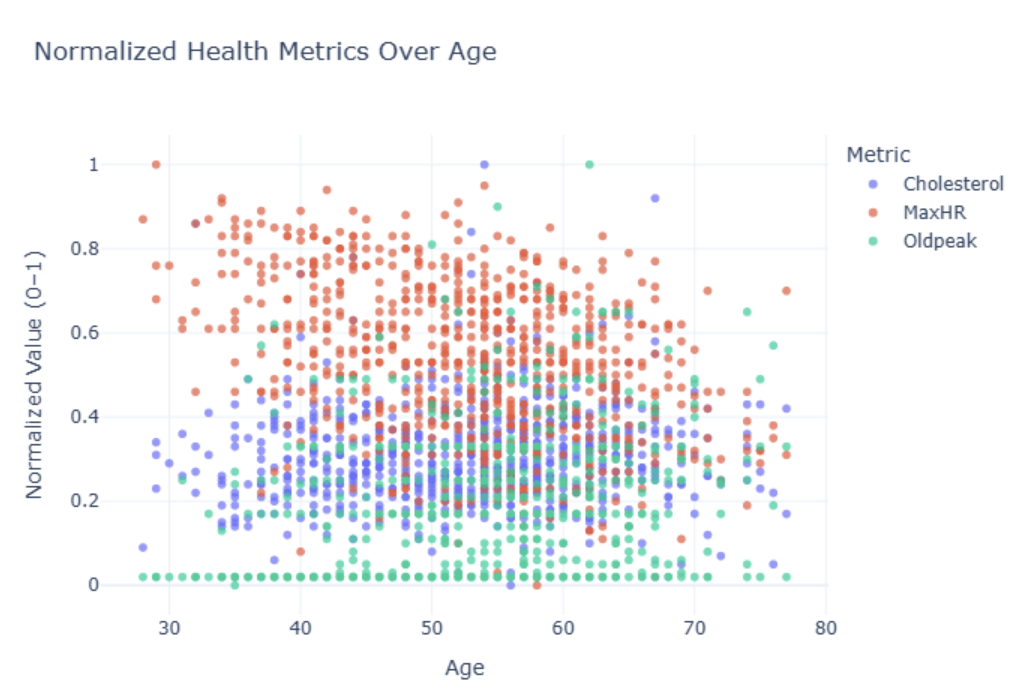 Normalized Health Metrics Over Age
Metric
Cholesterol
MaxHR
Oldpeak
Normalized Value (0–1)
1
0.8
0.6
0.4
0.2
0
30 40 50 60 70 80
Age